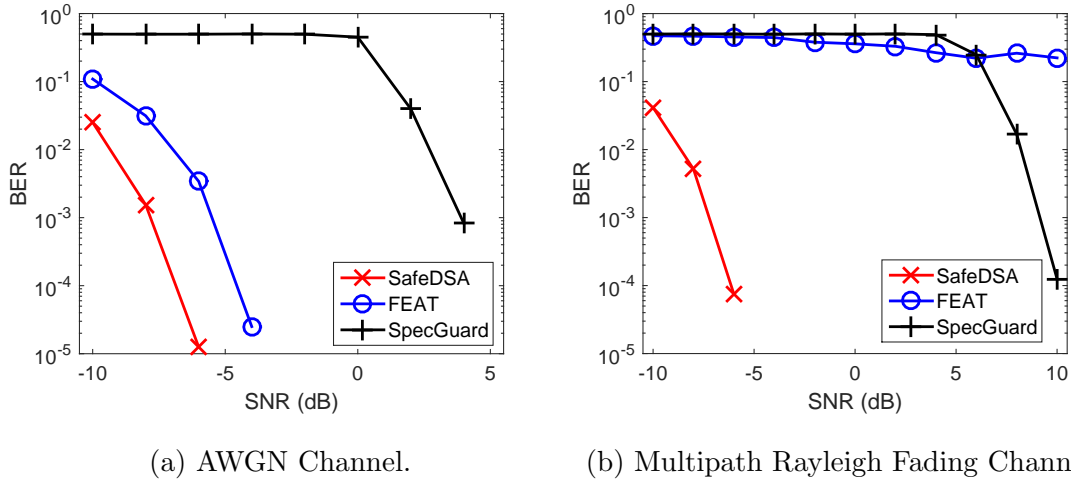 10^0
10^-1
10^-2
10^-3
10^-4
10^-5
BER
-10 -5 0 5
SNR (dB)
SafeDSA
FEAT
SpecGuard
(a) AWGN Channel.
10^0
10^-1
10^-2
10^-3
10^-4
10^-5
BER
-10 -5 0 5 10
SNR (dB)
SafeDSA
FEAT
SpecGuard
(b) Multipath Rayleigh Fading Chann